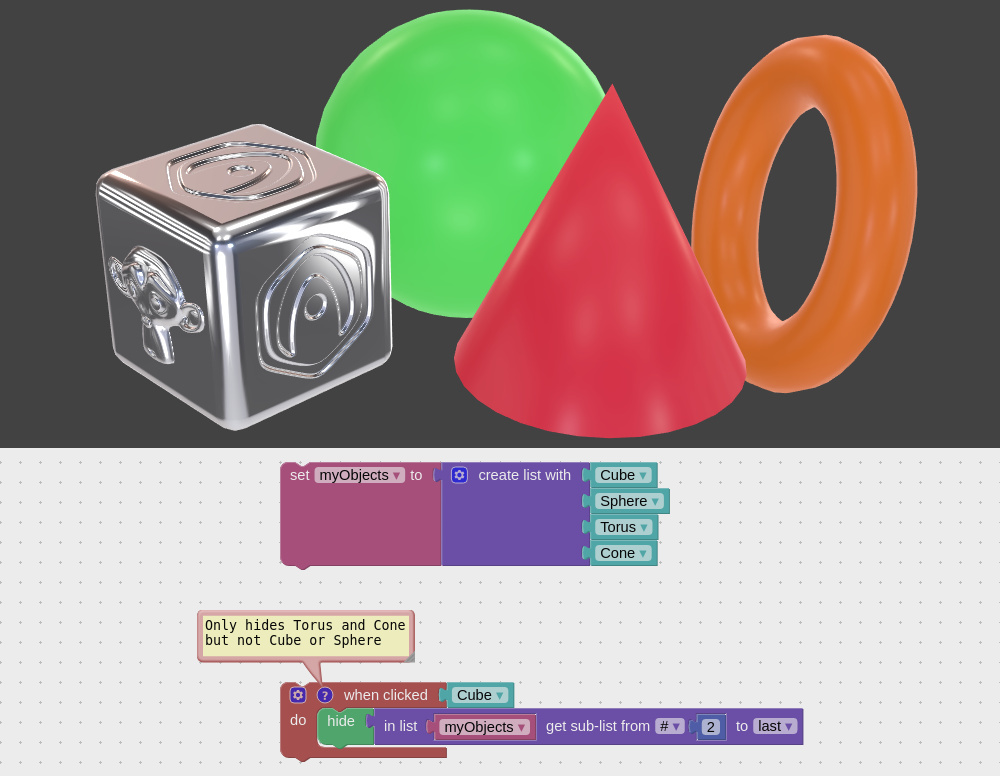 set myObjects ▾ to create list with Cube ▾
Sphere ▾
Torus ▾
Cone ▾
Only hides Torus and Cone
but not Cube or Sphere
? when clicked Cube ▾
do hide in list myObjects ▾ get sub-list from # ▾ 2 to last ▾